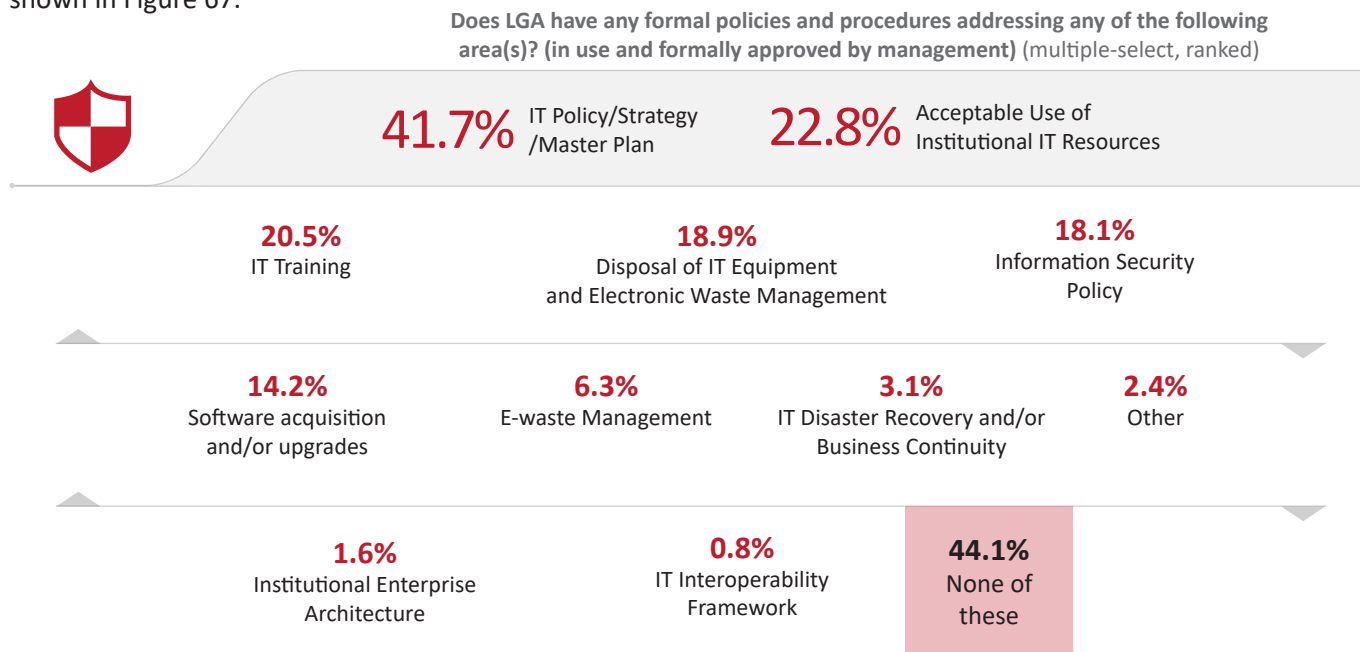 shown in Figure 67.
Does LGA have any formal policies and procedures addressing any of the following
area(s)? (in use and formally approved by management) (multiple-select, ranked)
41.7% IT Policy/Strategy
/Master Plan
22.8% Acceptable Use of
Institutional IT Resources
20.5%
IT Training
18.9%
Disposal of IT Equipment
and Electronic Waste Management
18.1%
Information Security
Policy
14.2%
Software acquisition
and/or upgrades
6.3%
E-waste Management
3.1%
IT Disaster Recovery and/or
Business Continuity
2.4%
Other
1.6%
Institutional Enterprise
Architecture
0.8%
IT Interoperability
Framework
44.1%
None of
these